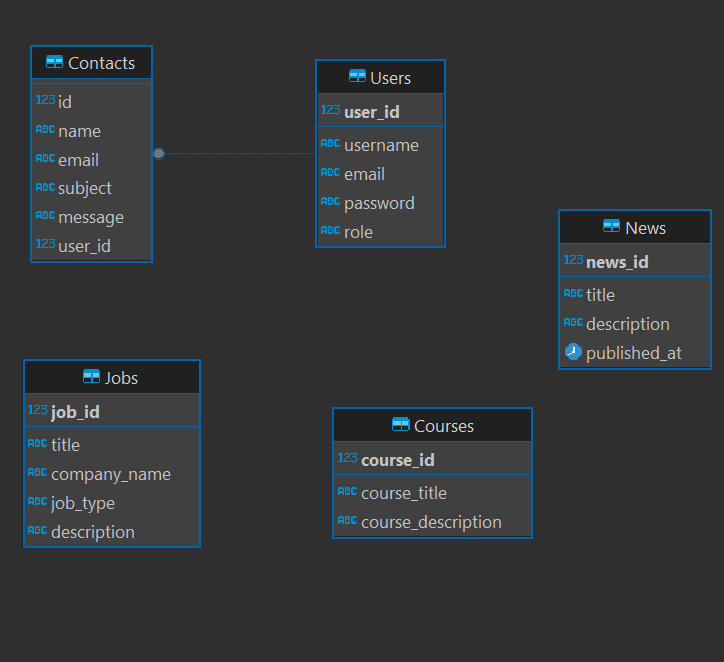 Contacts
123 id
ABC name
ABC email
ABC subject
ABC message
123 user_id
Users
123 user_id
ABC username
ABC email
ABC password
ABC role
News
123 news_id
ABC title
ABC description
published_at
Jobs
123 job_id
ABC title
ABC company_name
ABC job_type
ABC description
Courses
123 course_id
ABC course_title
ABC course_description